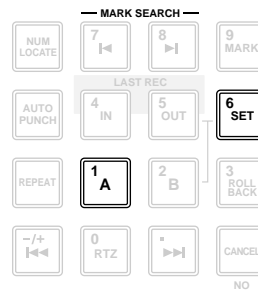 MARK SEARCH
NUM LOCATE
7
8
9 MARK
LAST REC
AUTO PUNCH
4 IN
5 OUT
6 SET
REPEAT
1 A
2 B
3 ROLL BACK
–/+
0 RTZ
.
CANCEL
NO